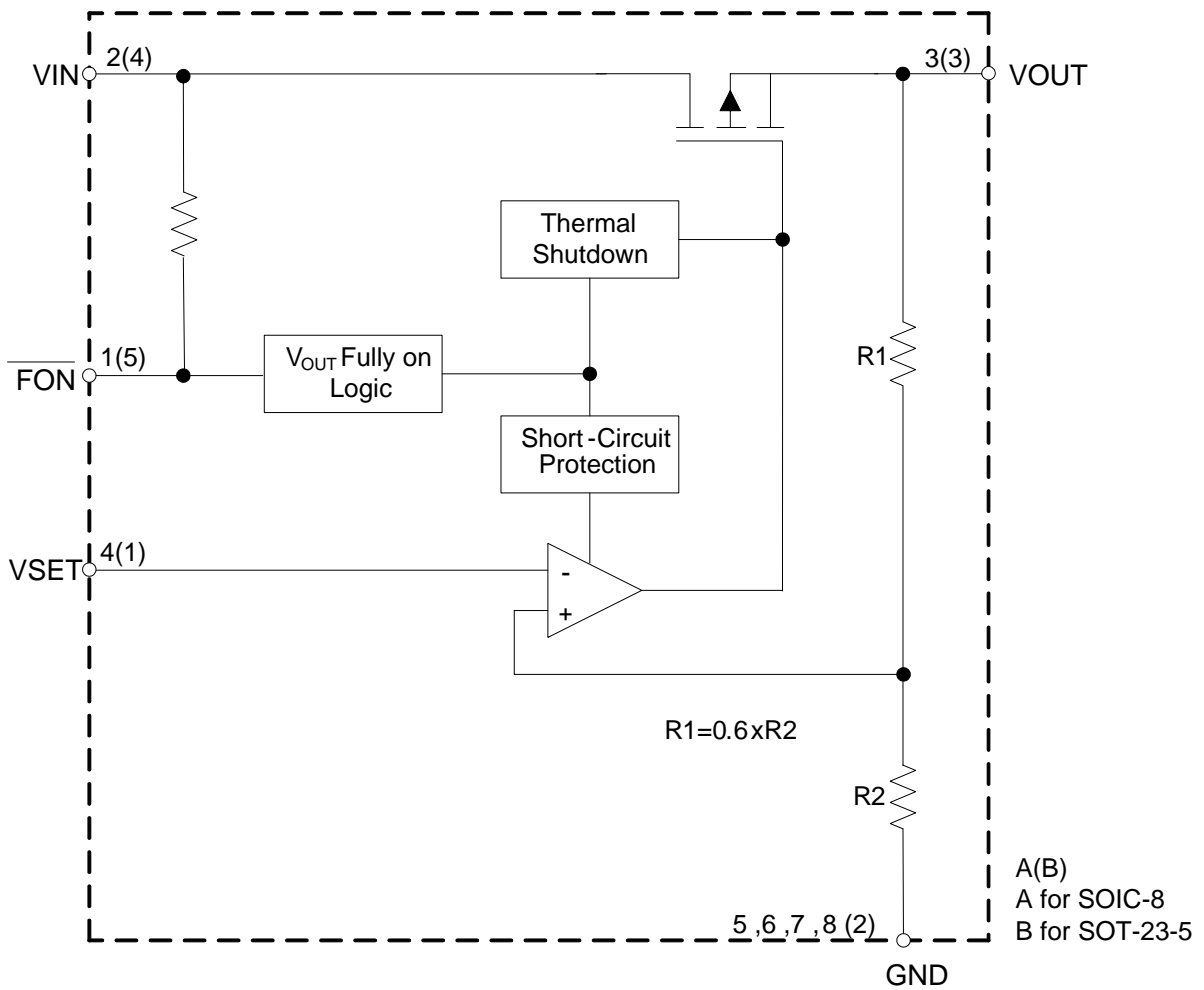 2(4)
VIN
3(3)
VOUT
Thermal
Shutdown
1(5)
FON
VOUT Fully on
Logic
R1
Short-Circuit
Protection
4(1)
VSET
-
+
R1=0.6xR2
R2
A(B)
A for SOIC-8
B for SOT-23-5
5 ,6 ,7 ,8 (2)
GND